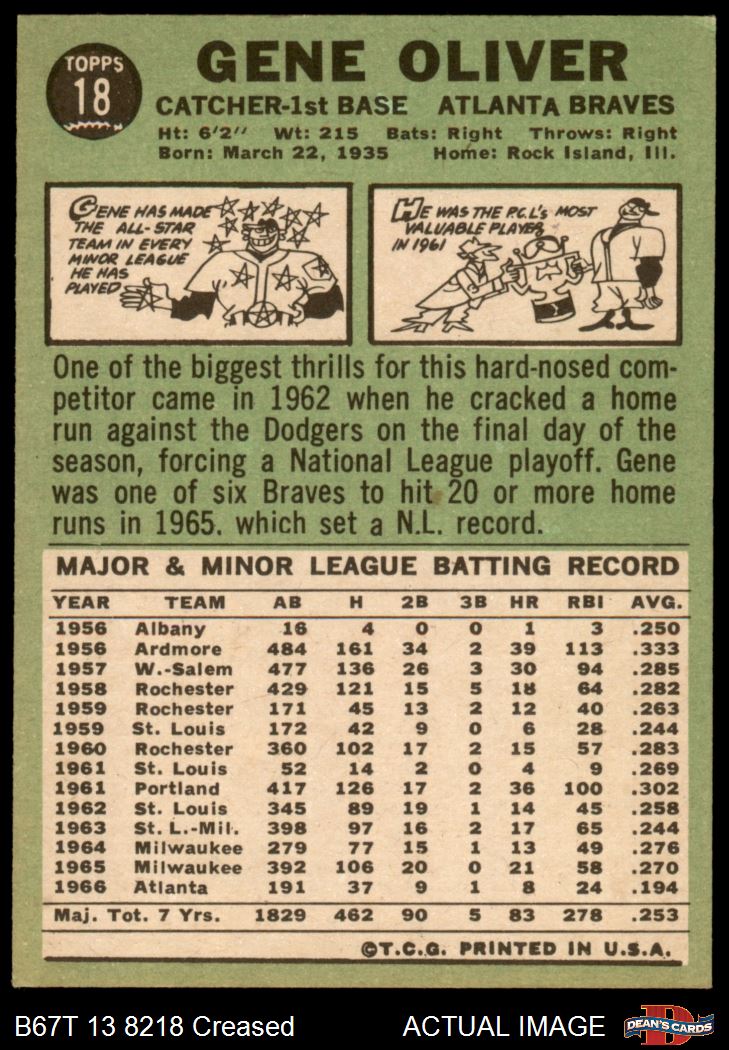 TOPPS
18
GENE OLIVER
CATCHER-1st BASE ATLANTA BRAVES
Ht: 6'2" Wt: 215 Bats: Right Throws: Right
Born: March 22, 1935 Home: Rock Island, Ill.
GENE HAS MADE
THE ALL-STAR
TEAM IN EVERY
MINOR LEAGUE
HE HAS
PLAYED
HE WAS THE P.C.L'S MOST
VALUABLE PLAYER
IN 1961
One of the biggest thrills for this hard-nosed com-
petitor came in 1962 when he cracked a home
run against the Dodgers on the final day of the
season, forcing a National League playoff. Gene
was one of six Braves to hit 20 or more home
runs in 1965. which set a N.L. record.
MAJOR & MINOR LEAGUE BATTING RECORD
YEAR TEAM AB H 2B 3B HR RBI AVG.
1956 Albany 16 4 0 0 1 3 .250
1956 Ardmore 484 161 34 2 39 113 .333
1957 W.-Salem 477 136 26 3 30 94 .285
1958 Rochester 429 121 15 5 18 64 .282
1959 Rochester 171 45 13 2 12 40 .263
1959 St. Louis 172 42 9 0 6 28 .244
1960 Rochester 360 102 17 2 15 57 .283
1961 St. Louis 52 14 2 0 4 9 .269
1961 Portland 417 126 17 2 36 100 .302
1962 St. Louis 345 89 19 1 14 45 .258
1963 St. L.-Mil. 398 97 16 2 17 65 .244
1964 Milwaukee 279 77 15 1 13 49 .276
1965 Milwaukee 392 106 20 0 21 58 .270
1966 Atlanta 191 37 9 1 8 24 .194
Maj. Tot. 7 Yrs. 1829 462 90 5 83 278 .253
©T.C.G. PRINTED IN U.S.A.
B67T 13 8218 Creased ACTUAL IMAGE
D
DEAN'S CARDS